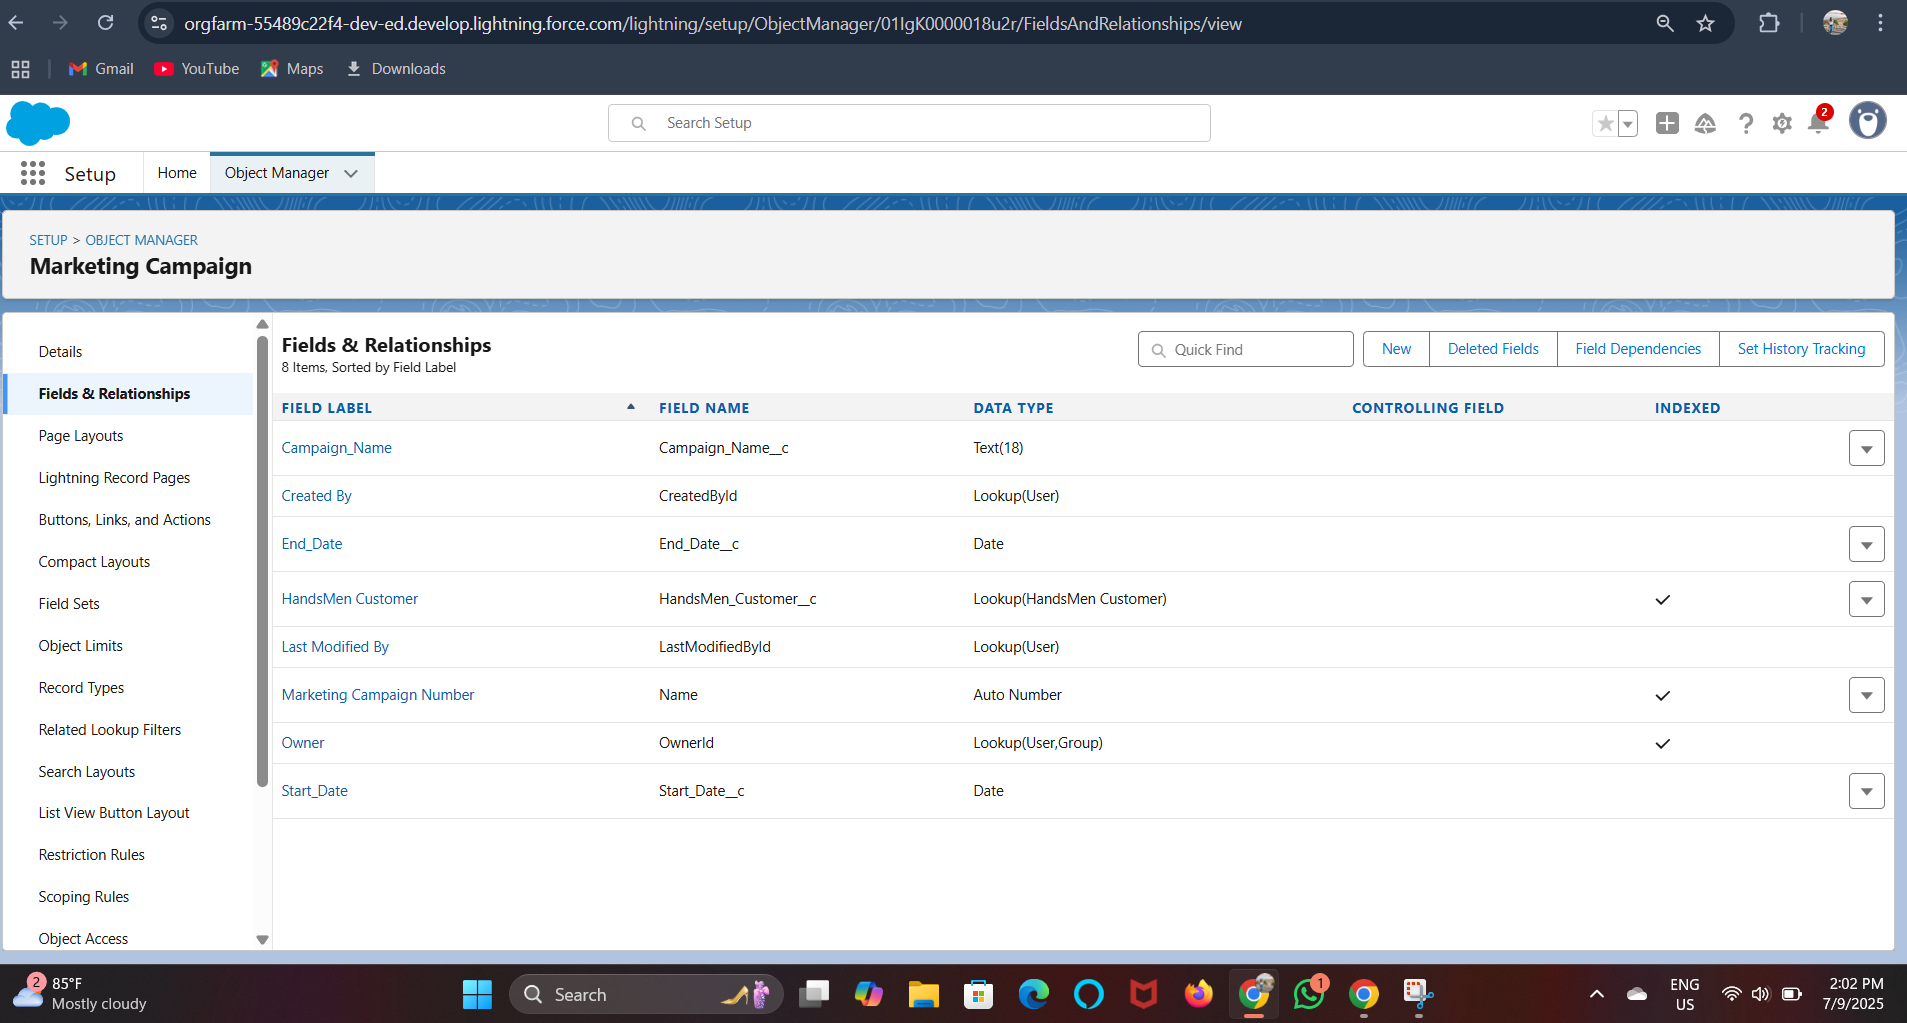 orgfarm-55489c22f4-dev-ed.develop.lightning.force.com/lightning/setup/ObjectManager/01IgK0000018u2r/FieldsAndRelationships/view
Gmail YouTube Maps Downloads
Search Setup
2
Setup Home Object Manager
SETUP > OBJECT MANAGER
Marketing Campaign
Details
Fields & Relationships
Page Layouts
Lightning Record Pages
Buttons, Links, and Actions
Compact Layouts
Field Sets
Object Limits
Record Types
Related Lookup Filters
Search Layouts
List View Button Layout
Restriction Rules
Scoping Rules
Object Access
Fields & Relationships
8 Items, Sorted by Field Label
Quick Find New Deleted Fields Field Dependencies Set History Tracking
FIELD LABEL FIELD NAME DATA TYPE CONTROLLING FIELD INDEXED
Campaign_Name Campaign_Name__c Text(18)
Created By CreatedById Lookup(User)
End_Date End_Date__c Date
HandsMen Customer HandsMen_Customer__c Lookup(HandsMen Customer)
Last Modified By LastModifiedById Lookup(User)
Marketing Campaign Number Name Auto Number
Owner OwnerId Lookup(User,Group)
Start_Date Start_Date__c Date
2 85°F
Mostly cloudy
Search
1
ENG
US
2:02 PM
7/9/2025